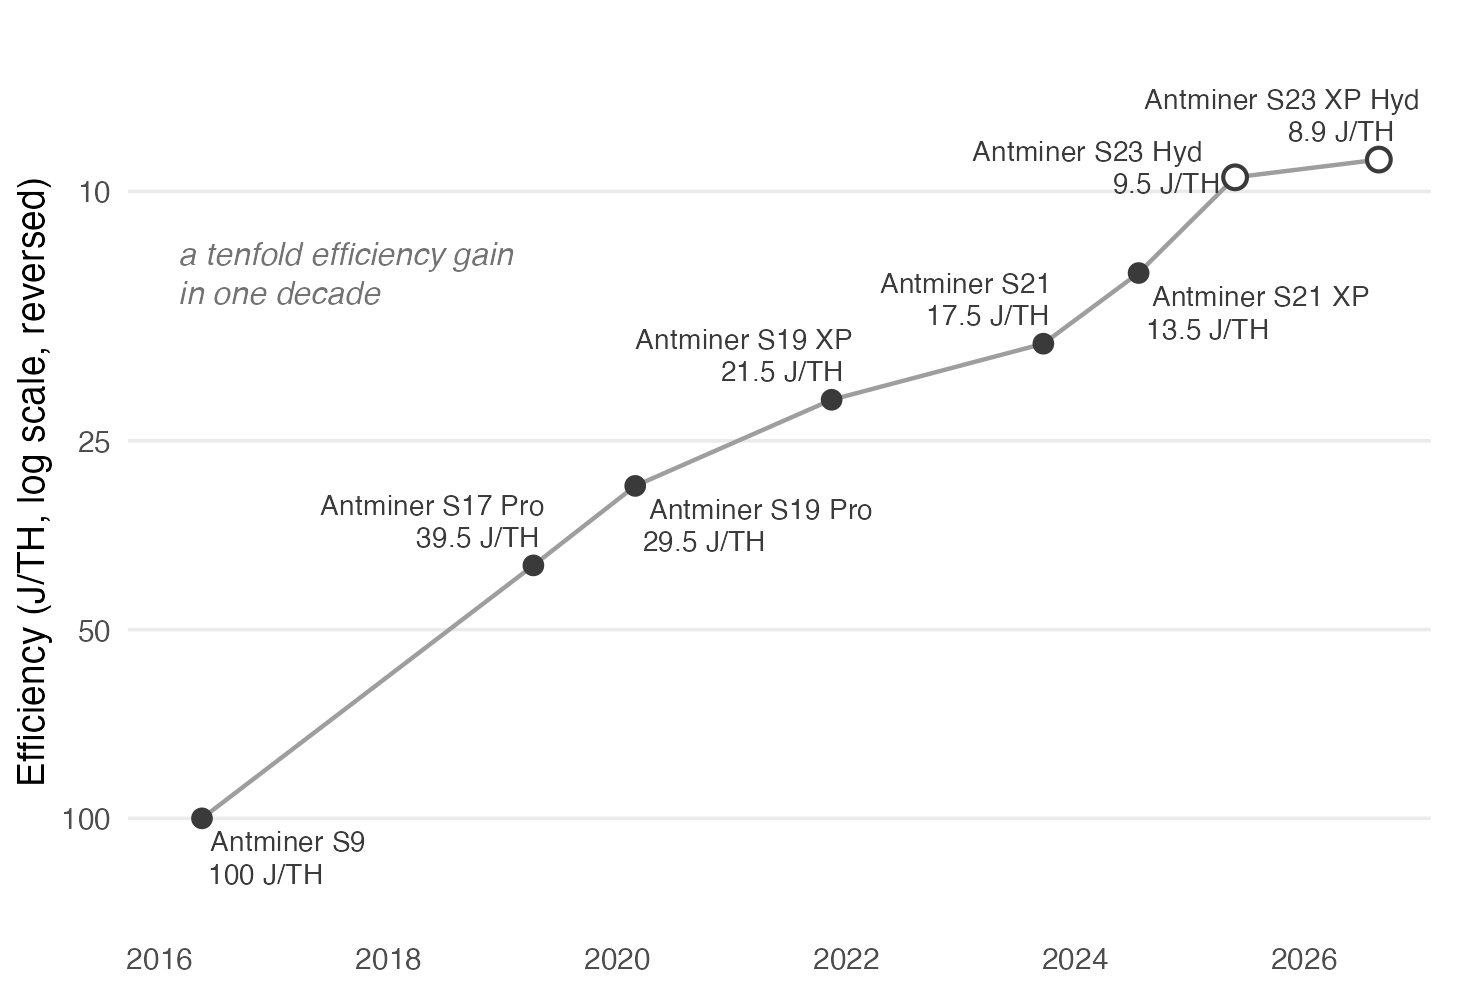 Antminer S23 XP Hyd
8.9 J/TH
Antminer S23 Hyd
9.5 J/TH
10
a tenfold efficiency gain
in one decade
Antminer S21
17.5 J/TH
Antminer S21 XP
13.5 J/TH
Antminer S19 XP
21.5 J/TH
25
Antminer S17 Pro
39.5 J/TH
Antminer S19 Pro
29.5 J/TH
50
100
Antminer S9
100 J/TH
Efficiency (J/TH, log scale, reversed)
2016
2018
2020
2022
2024
2026